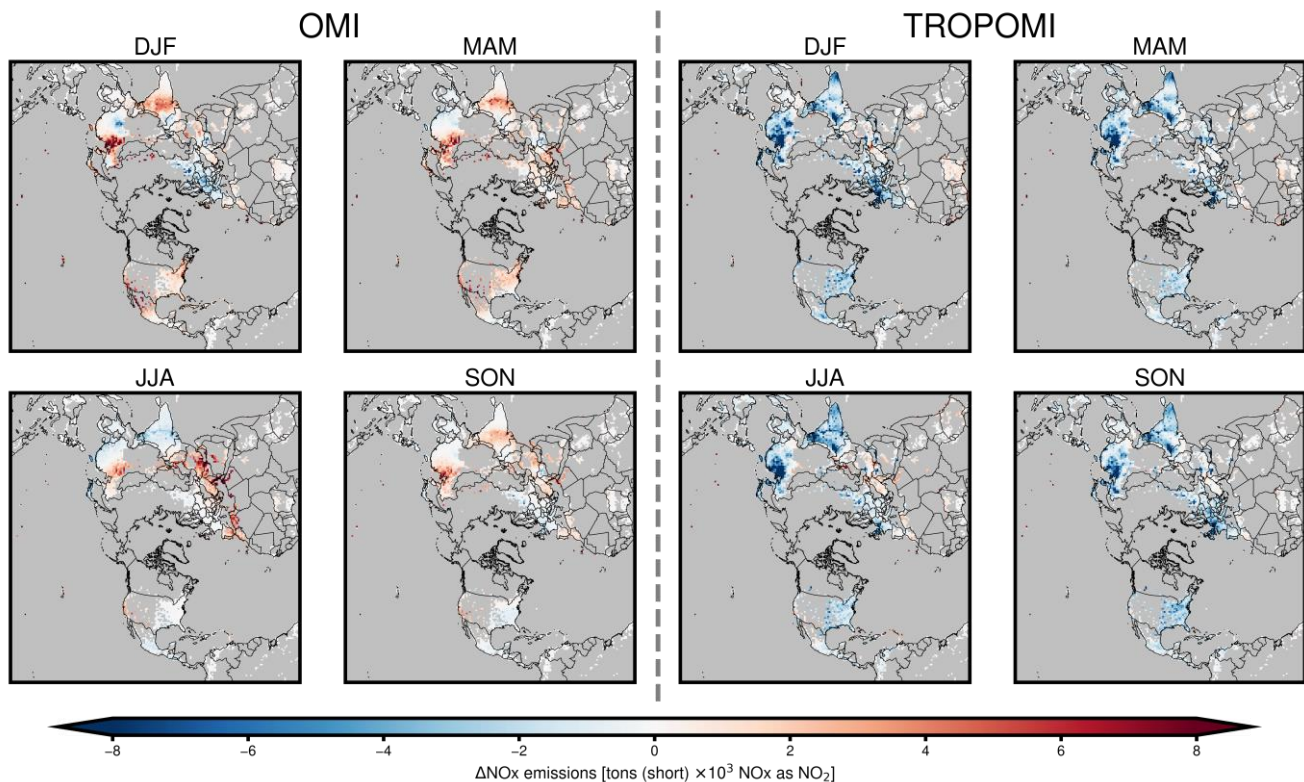 OMI
TROPOMI
DJF
MAM
DJF
MAM
JJA
SON
JJA
SON
−8
−6
−4
−2
0
2
4
6
8
ΔNOx emissions [tons (short) ×10³ NOx as NO₂]